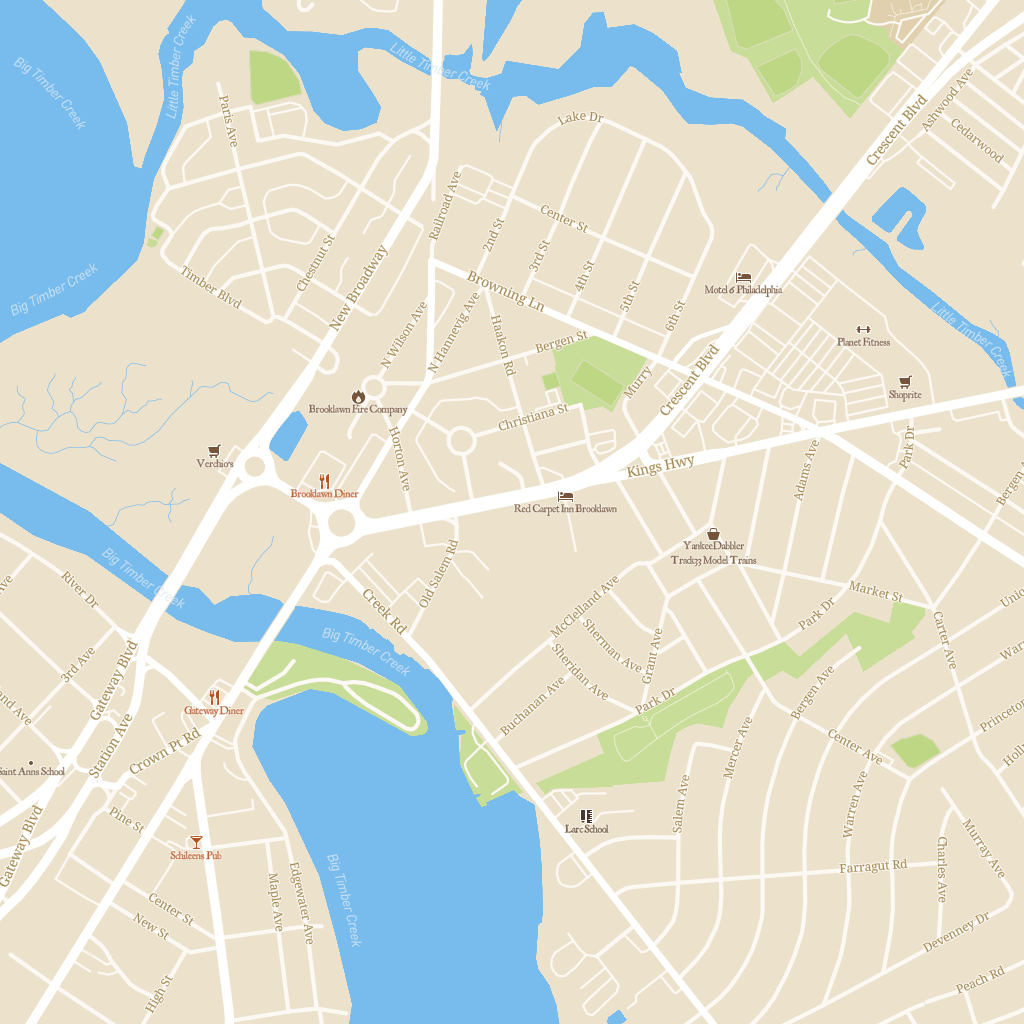 Big Timber Creek
Little Timber Creek
Little Timber Creek
Paris Ave
Lake Dr
Crescent Blvd
Ashwood Ave
Cedarwood
Railroad Ave
Center St
2nd St
3rd St
4th St
5th St
6th St
Chestnut St
Timber Blvd
New Broadway
Big Timber Creek
Browning Ln
Motel 6 Philadelphia
Planet Fitness
Little Timber Creek
N Wilson Ave
N Hannevig Ave
Haakon Rd
Bergen St
Murry
Crescent Blvd
Shoprite
Brooklawn Fire Company
Christiana St
Horton Ave
Verchio's
Brooklawn Diner
Kings Hwy
Red Carpet Inn Brooklawn
Adams Ave
Park Dr
Bergen
YankeeDabbler
Track33 Model Trains
Old Salem Rd
Creek Rd
McClelland Ave
Sherman Ave
Sheridan Ave
Grant Ave
Buchanan Ave
Park Dr
Park Dr
Market St
Carter Ave
Unio
War
Princeton
Holl
Bergen Ave
Center Ave
Mercer Ave
Salem Ave
Warren Ave
Big Timber Creek
Big Timber Creek
River Dr
Ave
3rd Ave
and Ave
Gateway Blvd
Station Ave
Gateway Diner
Crown Pt Rd
Saint Anns School
Gateway Blvd
Pine St
Schileens Pub
Center St
New St
High St
Maple Ave
Edgewater Ave
Big Timber Creek
Larc School
Farragut Rd
Charles Ave
Murray Ave
Devenney Dr
Peach Rd